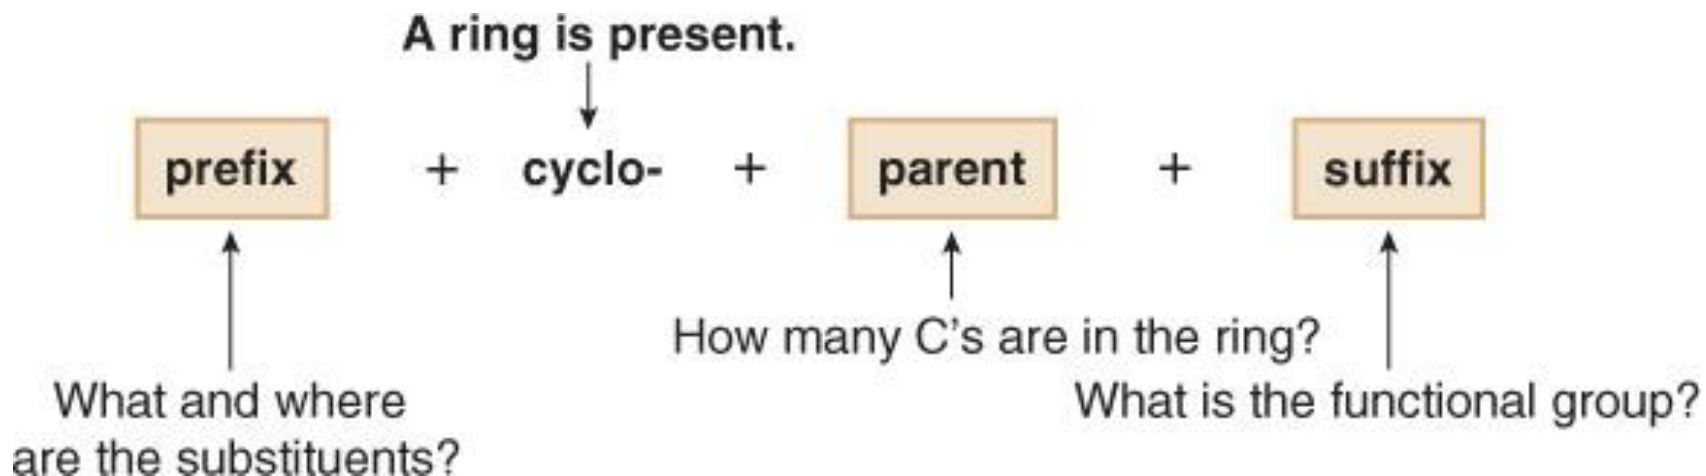 A ring is present.
prefix + cyclo- + parent + suffix
How many C's are in the ring?
What and where
are the substituents?
What is the functional group?